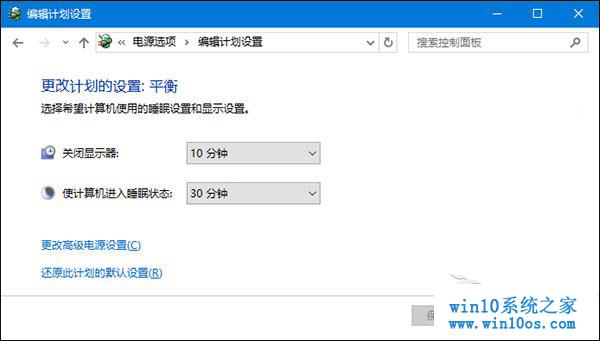 编辑计划设置
« 电源选项 › 编辑计划设置
搜索控制面板
更改计划的设置: 平衡
选择希望计算机使用的睡眠设置和显示设置。
关闭显示器: 10 分钟
使计算机进入睡眠状态: 30 分钟
更改高级电源设置(C)
还原此计划的默认设置(R)
win10系统之家
www.win10os.com